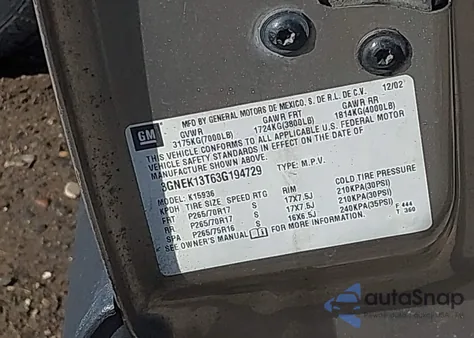 GM
MFD BY GENERAL MOTORS DE MEXICO, S. DE R.L. DE C.V. 12/02
GVWR GAWR FRT GAWR RR
3175KG(7000LB) 1724KG(3800LB) 1814KG(4000LB)
THIS VEHICLE CONFORMS TO ALL APPLICABLE U.S. FEDERAL MOTOR
VEHICLE SAFETY STANDARDS IN EFFECT ON THE DATE OF
MANUFACTURE SHOWN ABOVE.
3GNEK13T63G194729 TYPE: M.P.V.
MODEL: K15936
KPOH TIRE SIZE SPEED RTG RIM COLD TIRE PRESSURE
FRT P265/70R17 S 17X7.5J 210KPA(30PSI)
RR P265/70R17 S 17X7.5J 210KPA(30PSI)
SPA P265/75R16 S 16X6.5J 240KPA(35PSI)
SEE OWNER'S MANUAL FOR MORE INFORMATION. F 444
T 360
autoSnap